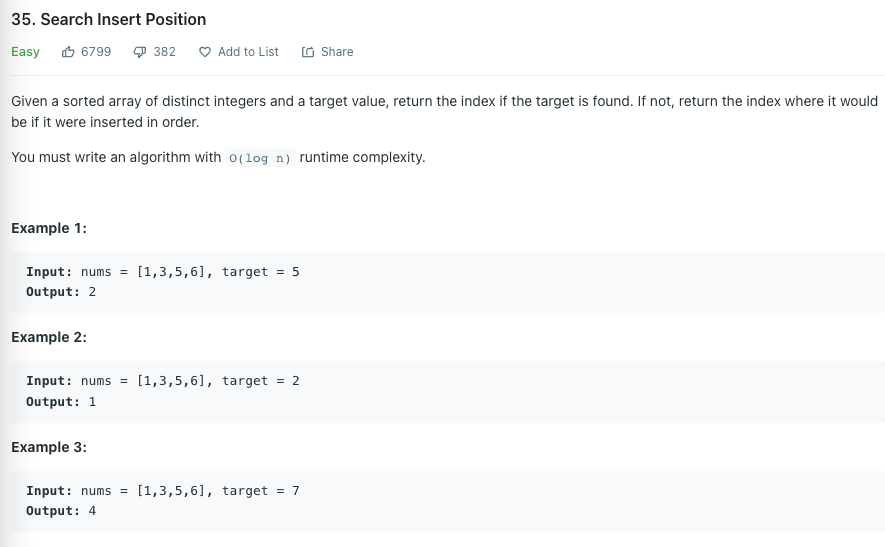 35. Search Insert Position
Easy 6799 382 Add to List Share
Given a sorted array of distinct integers and a target value, return the index if the target is found. If not, return the index where it would
be if it were inserted in order.
You must write an algorithm with O(log n) runtime complexity.
Example 1:
Input: nums = [1,3,5,6], target = 5
Output: 2
Example 2:
Input: nums = [1,3,5,6], target = 2
Output: 1
Example 3:
Input: nums = [1,3,5,6], target = 7
Output: 4